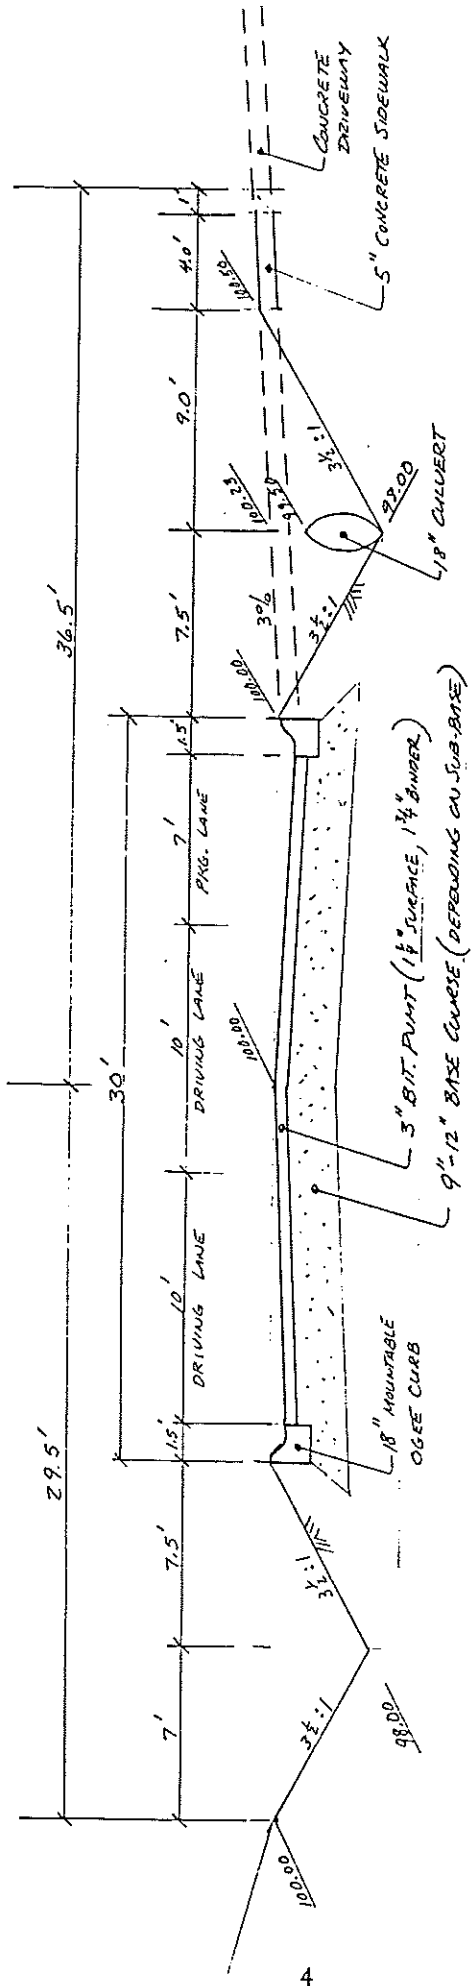 29.5'
36.5'
30'
7'
7.5'
1.5'
10'
10'
7'
1.5'
7.5'
9.0'
4.0'
1'
DRIVING LANE
DRIVING LANE
PKG. LANE
100.00
100.00
100.00
3%
100.23
99.50
100.50
3½:1
3½:1
3½:1
3½:1
98.00
98.00
18" MOUNTABLE
OGEE CURB
3" BIT. PVMT (1¼" SURFACE, 1¾" BINDER)
9"-12" BASE COURSE (DEPENDING ON SUB-BASE)
18" CULVERT
5" CONCRETE SIDEWALK
CONCRETE
DRIVEWAY
4